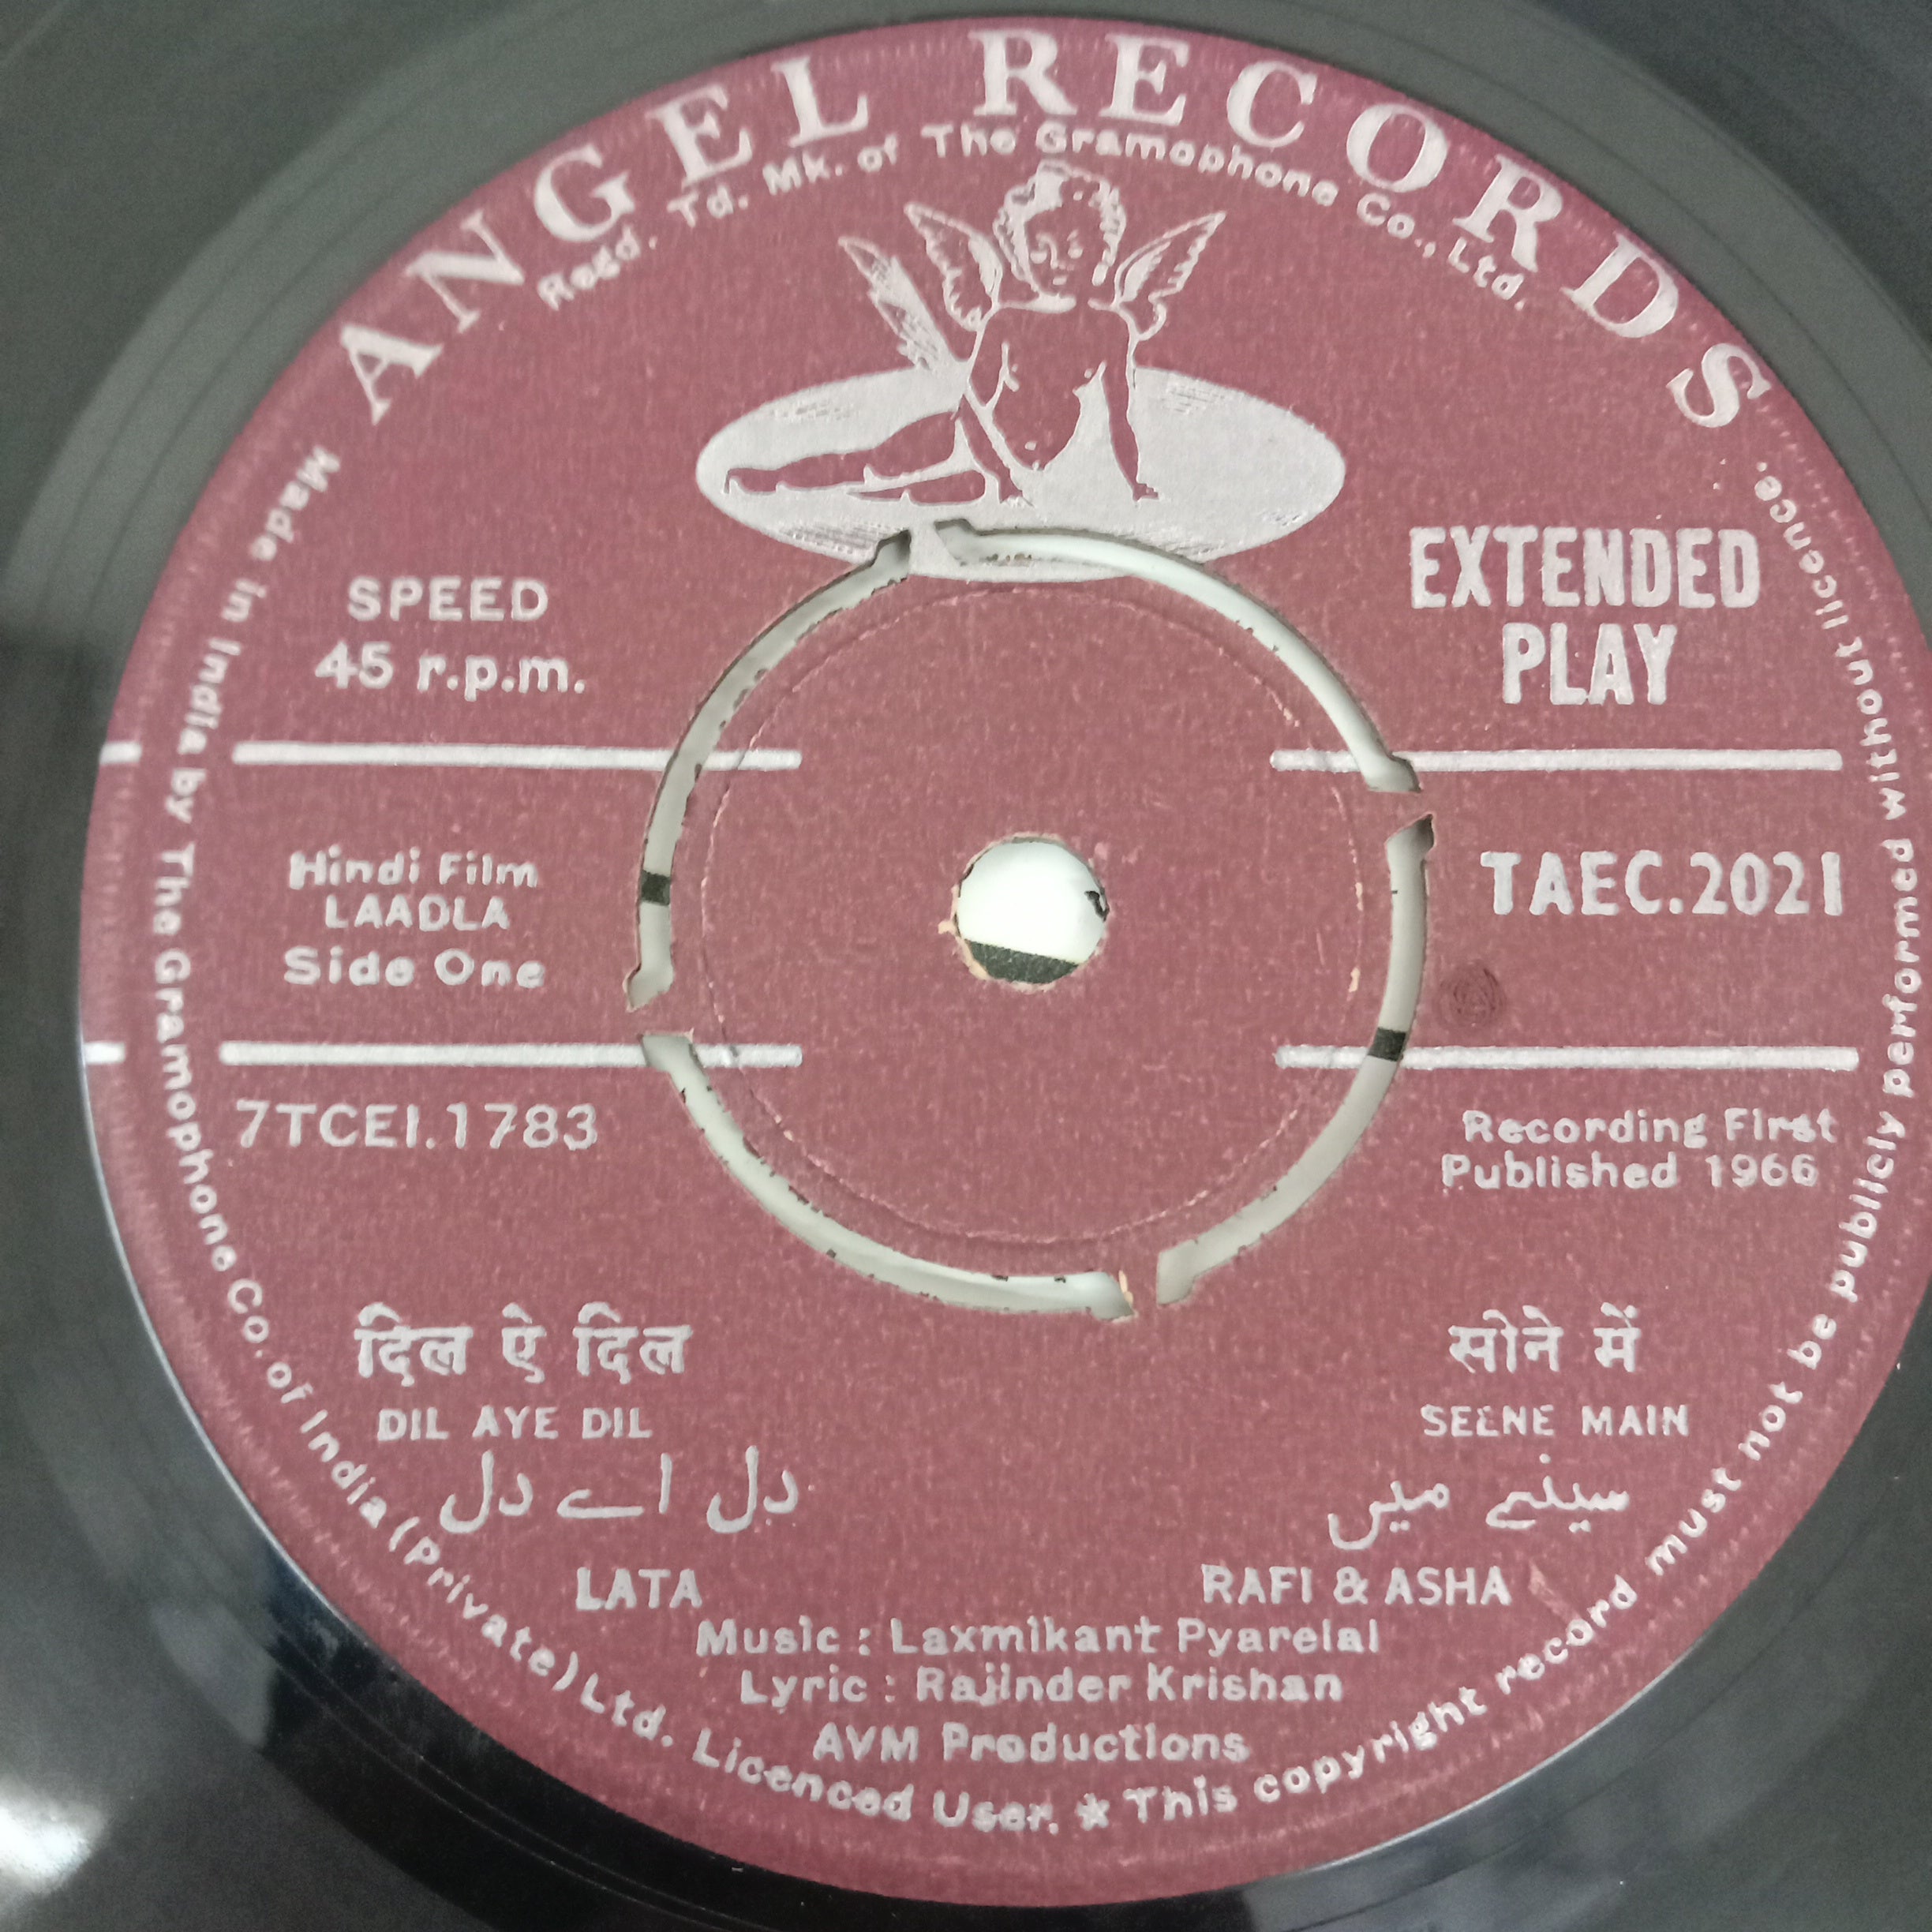 ANGEL RECORDS
Regd. Td. Mk. of The Gramophone Co., Ltd.
SPEED
45 r.p.m.
EXTENDED
PLAY
Hindi Film
LAADLA
Side One
TAEC.2021
7TCEI.1783
Recording First
Published 1966
दिल ऐ दिल
DIL AYE DIL
دل اے دل
LATA
सीने में
SEENE MAIN
سینے میں
RAFI & ASHA
Music : Laxmikant Pyarelal
Lyric : Rajinder Krishan
AVM Productions
Made in India by The Gramophone Co. of India (Private) Ltd. Licenced User. * This copyright record must not be publicly performed without licence.